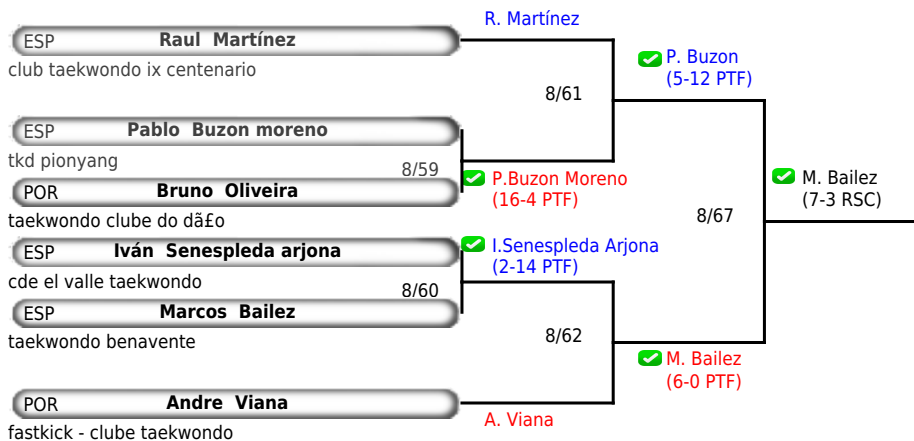 R. Martínez
ESP Raul Martínez
club taekwondo ix centenario
P. Buzon
(5-12 PTF)
8/61
ESP Pablo Buzon moreno
tkd pionyang
8/59
P.Buzon Moreno
(16-4 PTF)
POR Bruno Oliveira
taekwondo clube do dã£o
M. Bailez
(7-3 RSC)
8/67
ESP Iván Senespleda arjona
cde el valle taekwondo
I.Senespleda Arjona
(2-14 PTF)
8/60
ESP Marcos Bailez
taekwondo benavente
8/62
M. Bailez
(6-0 PTF)
POR Andre Viana
A. Viana
fastkick - clube taekwondo